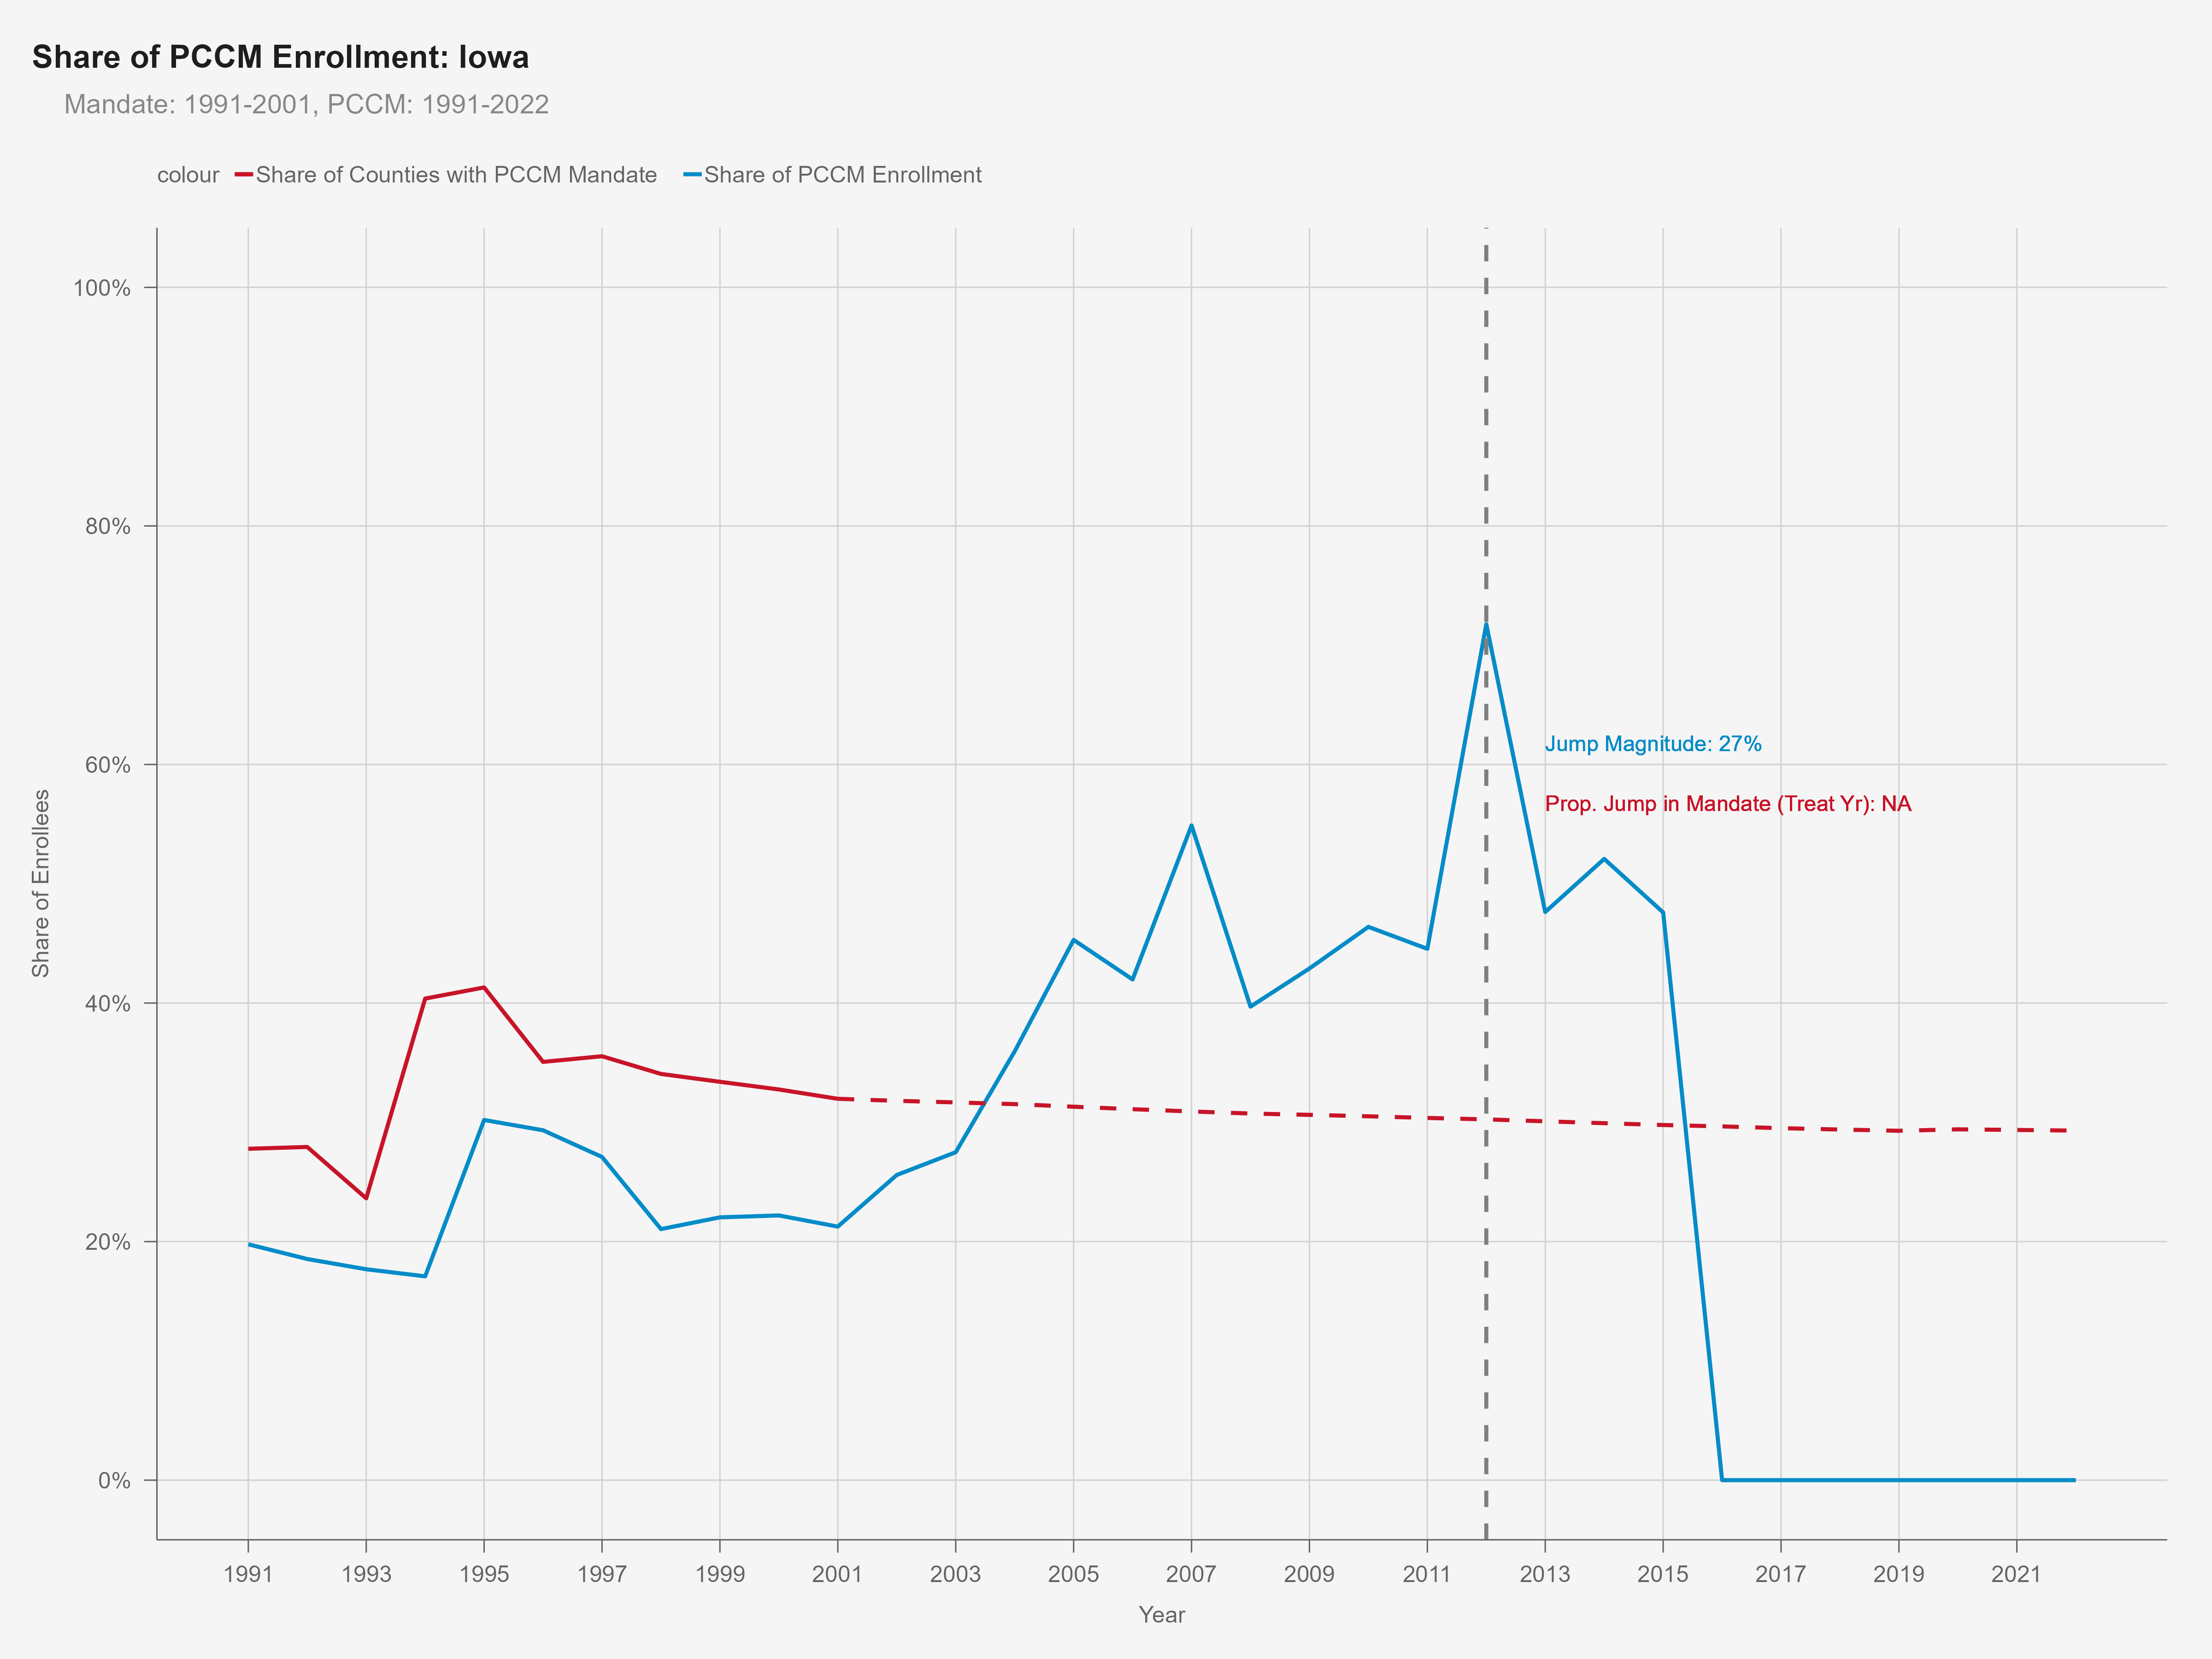 Share of PCCM Enrollment: Iowa
Mandate: 1991-2001, PCCM: 1991-2022
colour Share of Counties with PCCM Mandate Share of PCCM Enrollment
100%
80%
60%
40%
20%
0%
Share of Enrollees
Jump Magnitude: 27%
Prop. Jump in Mandate (Treat Yr): NA
1991 1993 1995 1997 1999 2001 2003 2005 2007 2009 2011 2013 2015 2017 2019 2021
Year